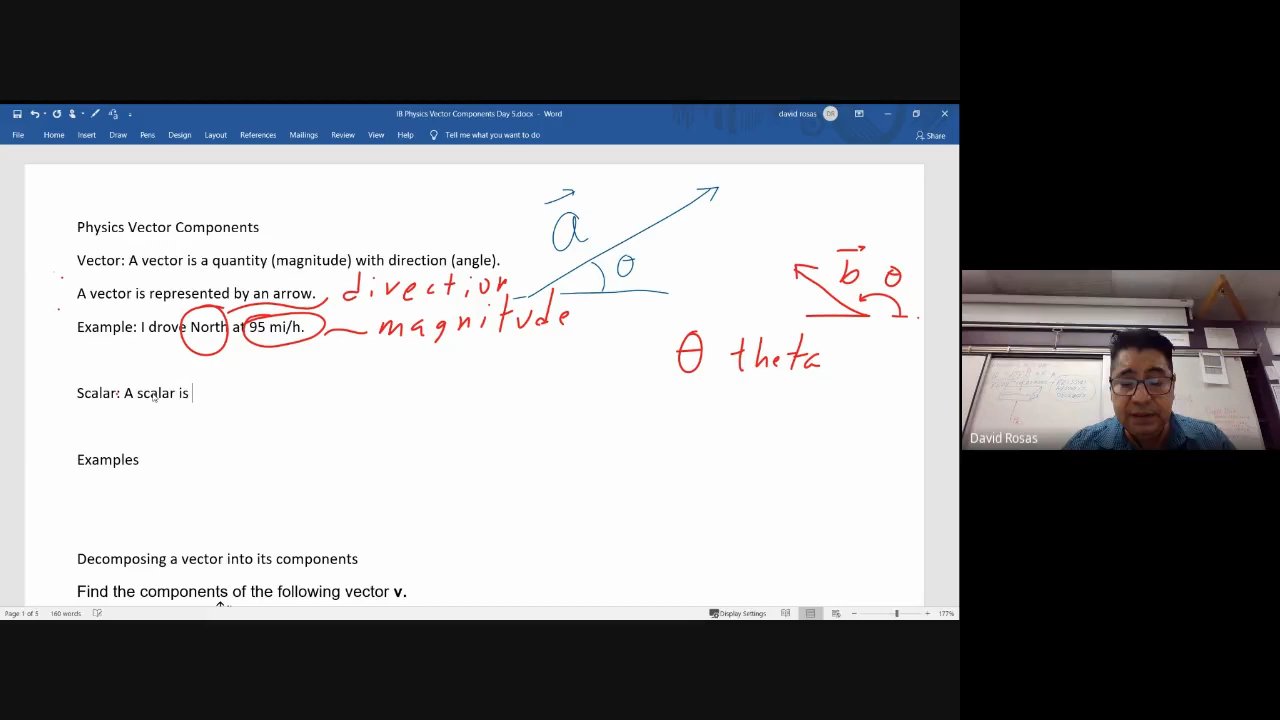 IB Physics Vector Components Day 5.docx - Word
david rosas
DR
File Home Insert Draw Pens Design Layout References Mailings Review View Help Tell me what you want to do
Share
Physics Vector Components
Vector: A vector is a quantity (magnitude) with direction (angle).
A vector is represented by an arrow.
direction
Example: I drove North at 95 mi/h.
magnitude
a
θ
b θ
θ theta
Scalar: A scalar is
Examples
Decomposing a vector into its components
Find the components of the following vector v.
Page 1 of 5 160 words
Display Settings
177%
David Rosas